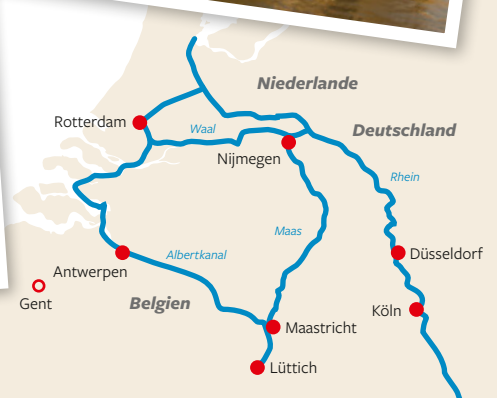 Niederlande
Rotterdam
Waal
Deutschland
Nijmegen
Rhein
Maas
Albertkanal
Düsseldorf
Antwerpen
Gent
Belgien
Köln
Maastricht
Lüttich